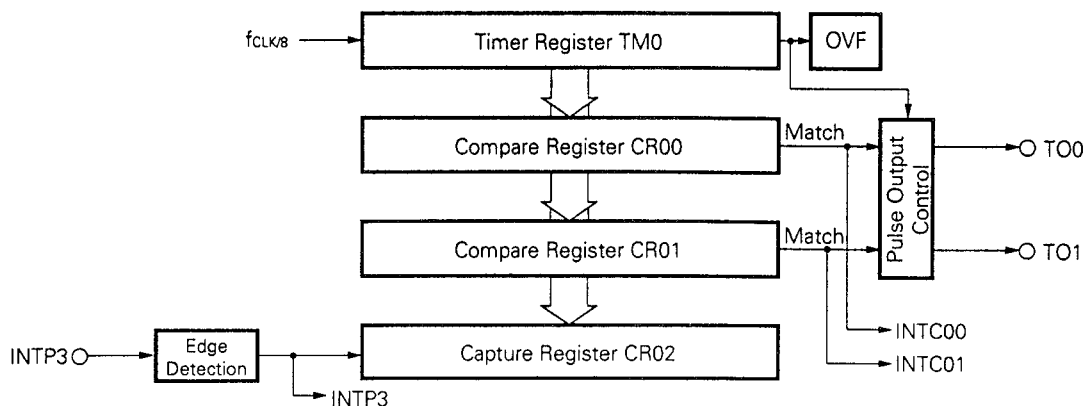 fCLK/8
Timer Register TM0
OVF
Compare Register CR00
Match
TO0
Pulse Output
Control
Compare Register CR01
Match
TO1
INTC00
INTP3
Edge
Detection
Capture Register CR02
INTC01
INTP3